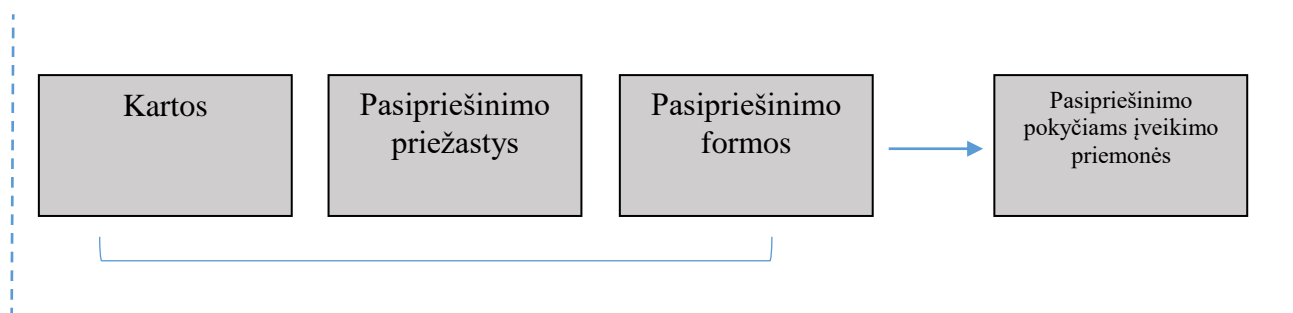 Kartos
Pasipriešinimo
priežastys
Pasipriešinimo
formos
Pasipriešinimo
pokyčiams įveikimo
priemonės